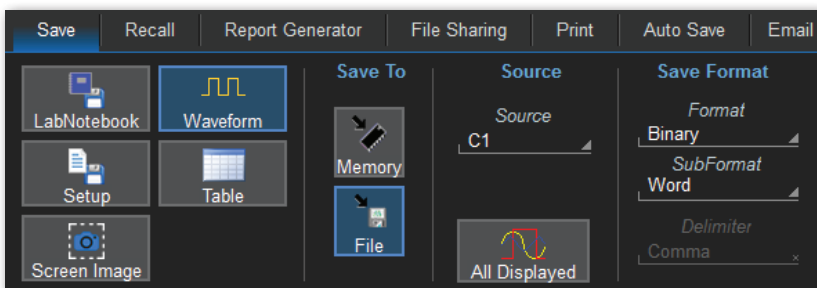 Save Recall Report Generator File Sharing Print Auto Save Email
Save To Source Save Format
LabNotebook Waveform
Memory
Source
C1
Format
Binary
SubFormat
Word
Setup Table
File
All Displayed
Delimiter
Comma
Screen Image